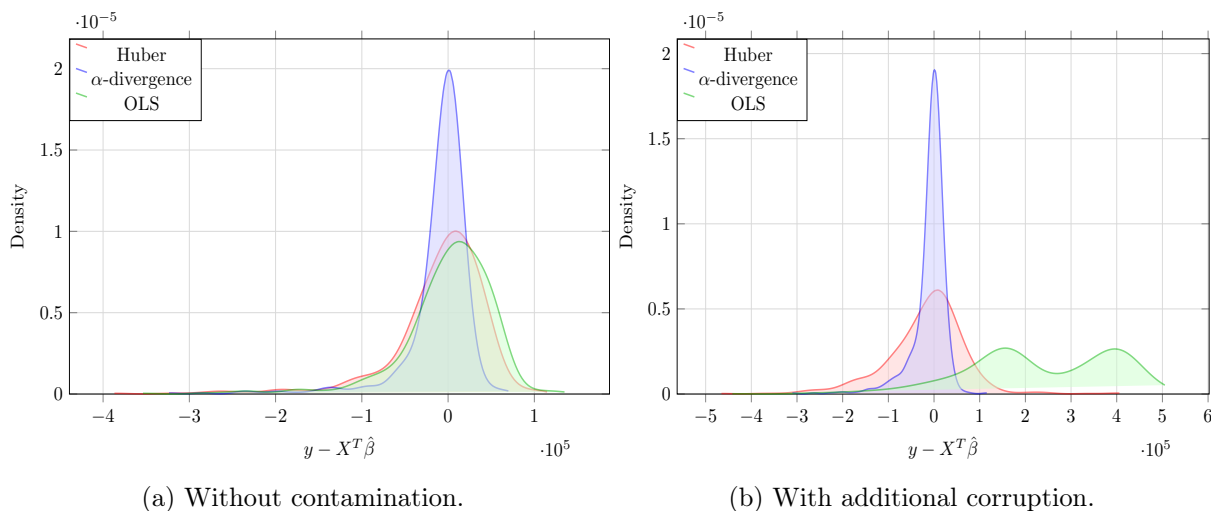 ·10⁻⁵
Huber
α-divergence
OLS
2
1.5
1
0.5
0
Density
−4 −3 −2 −1 0 1
·10⁵
y − Xᵀβ̂
(a) Without contamination.
·10⁻⁵
Huber
α-divergence
OLS
2
1.5
1
0.5
0
Density
−5 −4 −3 −2 −1 0 1 2 3 4 5 6
·10⁵
y − Xᵀβ̂
(b) With additional corruption.